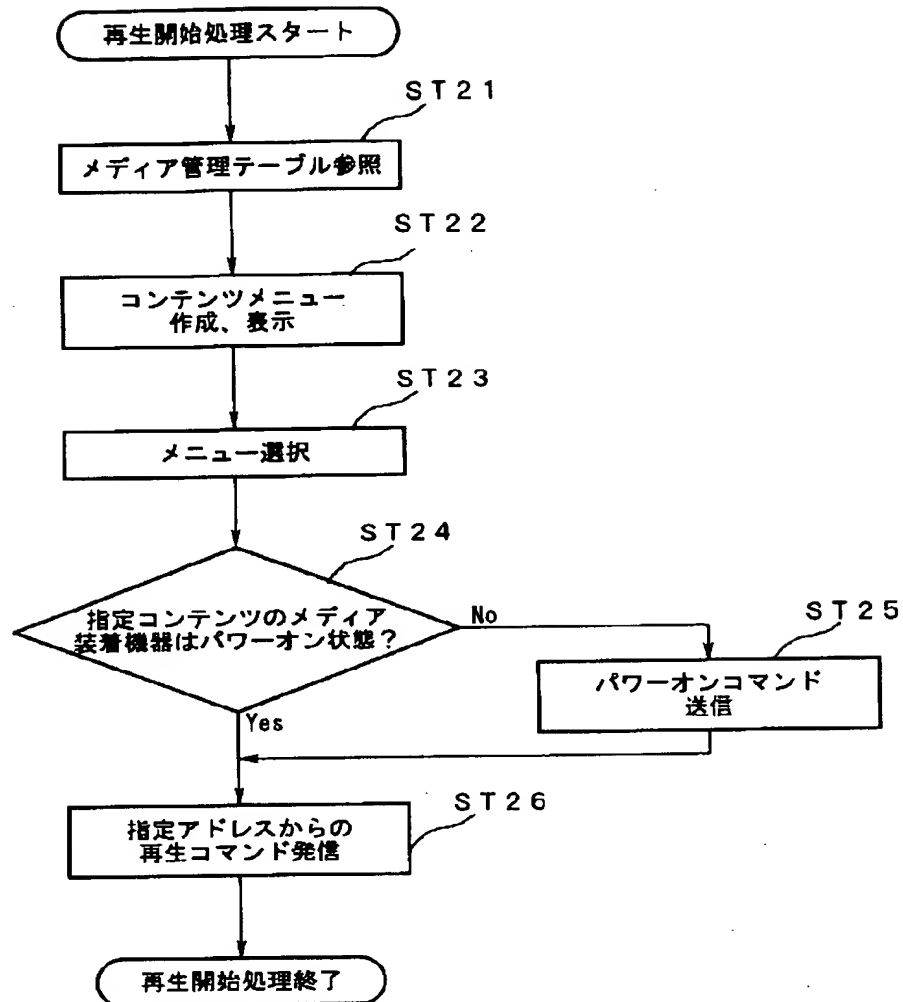 再生開始処理スタート
ST21
メディア管理テーブル参照
ST22
コンテンツメニュー
作成、表示
ST23
メニュー選択
ST24
指定コンテンツのメディア
装着機器はパワーオン状態？
No
ST25
パワーオンコマンド
送信
Yes
ST26
指定アドレスからの
再生コマンド発信
再生開始処理終了